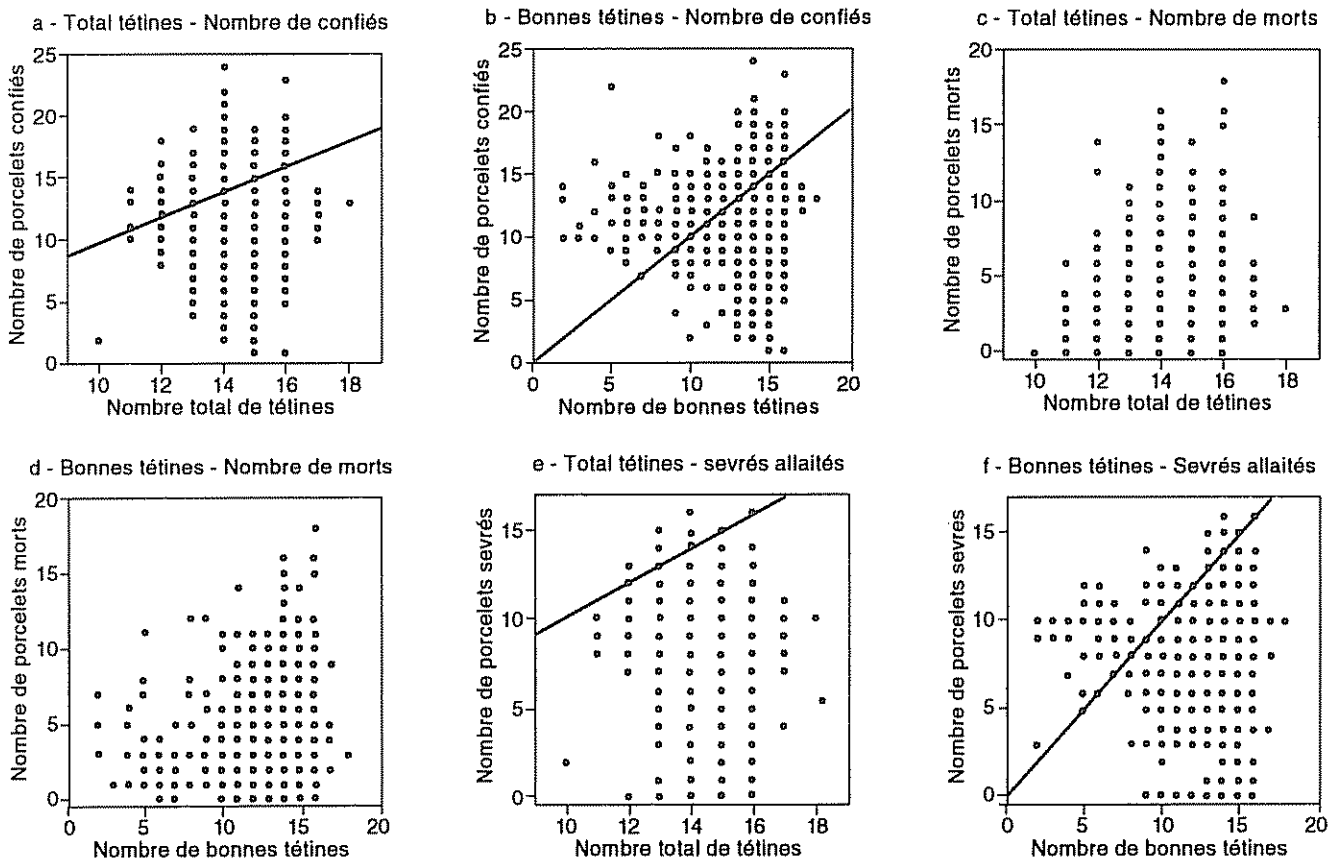 a - Total tétines - Nombre de confiés
Nombre de porcelets confiés
25
20
15
10
5
0
10 12 14 16 18
Nombre total de tétines
b - Bonnes tétines - Nombre de confiés
Nombre de porcelets confiés
25
20
15
10
5
0
0 5 10 15 20
Nombre de bonnes tétines
c - Total tétines - Nombre de morts
Nombre de porcelets morts
20
15
10
5
0
10 12 14 16 18
Nombre total de tétines
d - Bonnes tétines - Nombre de morts
Nombre de porcelets morts
20
15
10
5
0
0 5 10 15 20
Nombre de bonnes tétines
e - Total tétines - sevrés allaités
Nombre de porcelets sevrés
15
10
5
0
10 12 14 16 18
Nombre total de tétines
f - Bonnes tétines - Sevrés allaités
Nombre de porcelets sevrés
15
10
5
0
0 5 10 15 20
Nombre de bonnes tétines